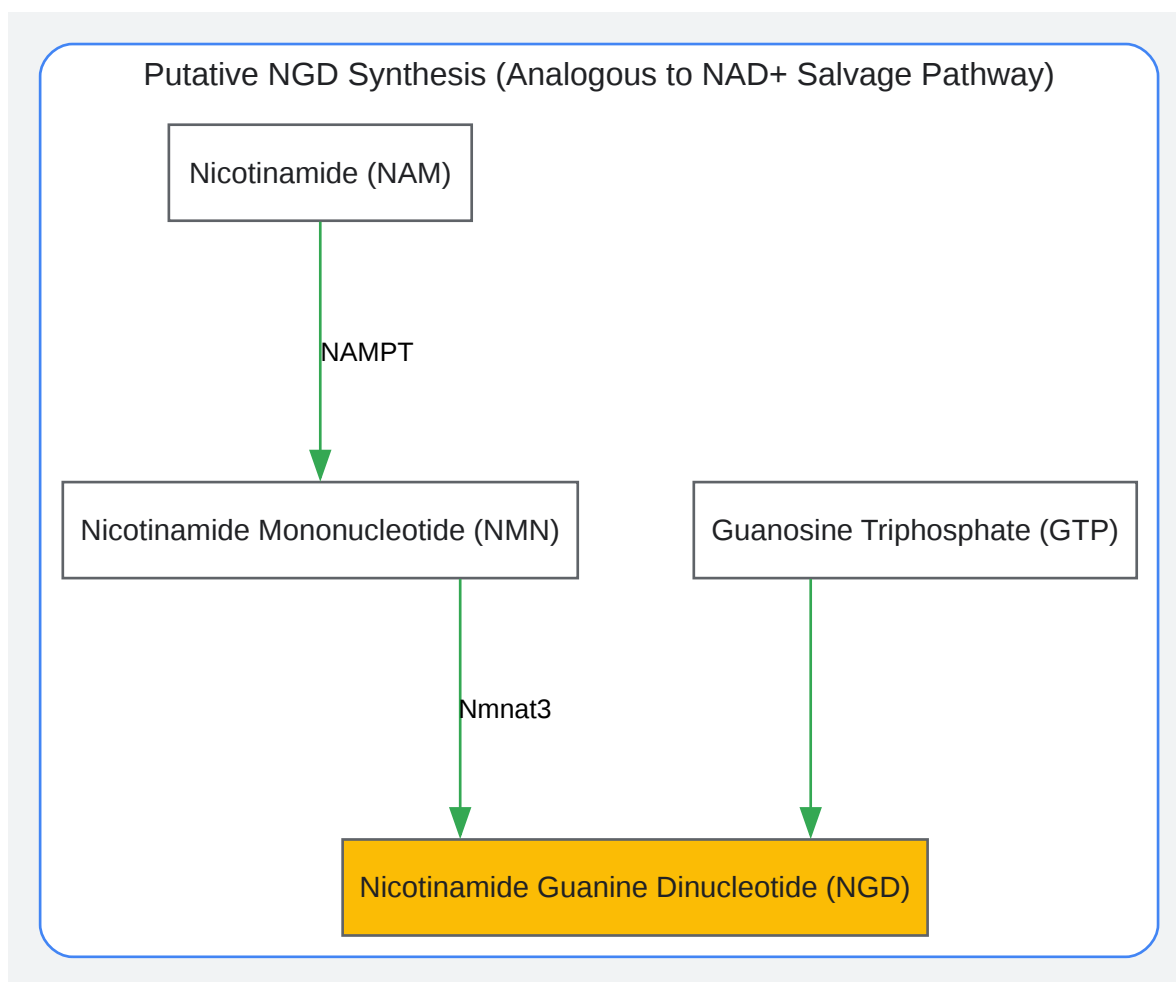 Putative NGD Synthesis (Analogous to NAD+ Salvage Pathway)
Nicotinamide (NAM)
NAMPT
Nicotinamide Mononucleotide (NMN)
Guanosine Triphosphate (GTP)
Nmnat3
Nicotinamide Guanine Dinucleotide (NGD)